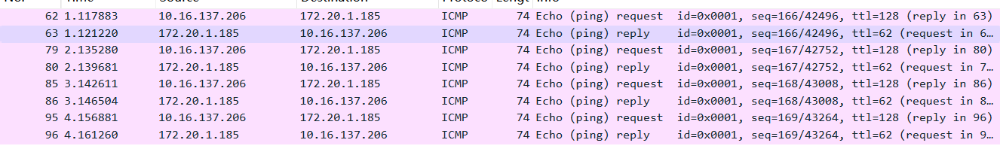 No. Time Source Destination Protoco Lengt Info
62 1.117883 10.16.137.206 172.20.1.185 ICMP 74 Echo (ping) request id=0x0001, seq=166/42496, ttl=128 (reply in 63)
63 1.121220 172.20.1.185 10.16.137.206 ICMP 74 Echo (ping) reply id=0x0001, seq=166/42496, ttl=62 (request in 6…
79 2.135280 10.16.137.206 172.20.1.185 ICMP 74 Echo (ping) request id=0x0001, seq=167/42752, ttl=128 (reply in 80)
80 2.139681 172.20.1.185 10.16.137.206 ICMP 74 Echo (ping) reply id=0x0001, seq=167/42752, ttl=62 (request in 7…
85 3.142611 10.16.137.206 172.20.1.185 ICMP 74 Echo (ping) request id=0x0001, seq=168/43008, ttl=128 (reply in 86)
86 3.146504 172.20.1.185 10.16.137.206 ICMP 74 Echo (ping) reply id=0x0001, seq=168/43008, ttl=62 (request in 8…
95 4.156881 10.16.137.206 172.20.1.185 ICMP 74 Echo (ping) request id=0x0001, seq=169/43264, ttl=128 (reply in 96)
96 4.161260 172.20.1.185 10.16.137.206 ICMP 74 Echo (ping) reply id=0x0001, seq=169/43264, ttl=62 (request in 9…